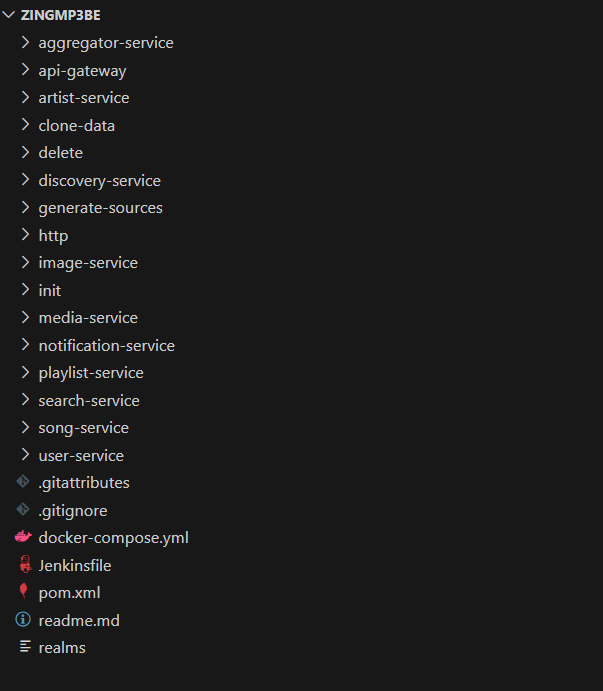 ZINGMP3BE
aggregator-service
api-gateway
artist-service
clone-data
delete
discovery-service
generate-sources
http
image-service
init
media-service
notification-service
playlist-service
search-service
song-service
user-service
.gitattributes
.gitignore
docker-compose.yml
Jenkinsfile
pom.xml
readme.md
realms